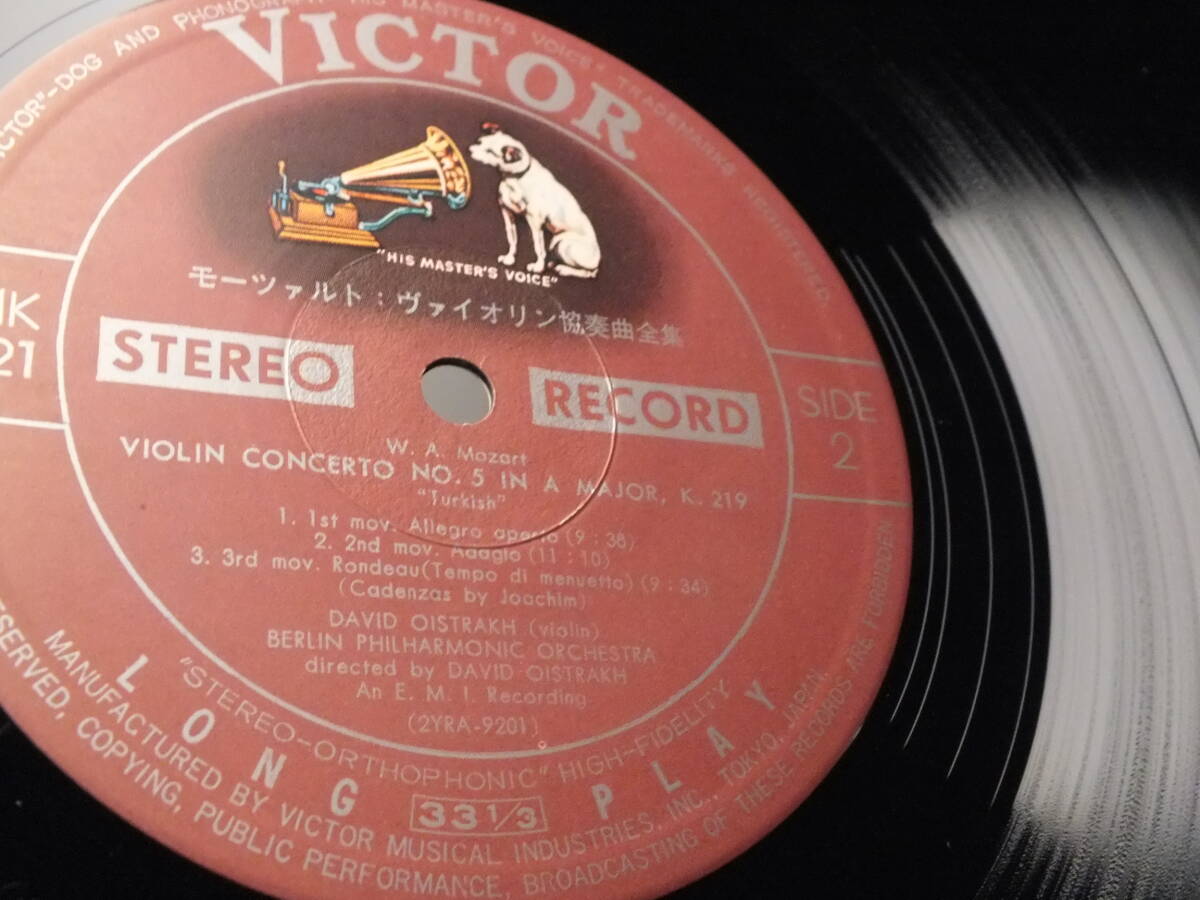 VICTOR"-DOG AND PHONOGRAPH "HIS MASTER'S VOICE", TRADEMARKS REGISTERED.
VICTOR
"HIS MASTER'S VOICE"
モーツァルト:ヴァイオリン協奏曲全集
STEREO RECORD
21
SIDE
2
W. A. Mozart
VIOLIN CONCERTO NO. 5 IN A MAJOR, K. 219
"Turkish"
1. 1st mov. Allegro aperto (9:38)
2. 2nd mov. Adagio (11:10)
3. 3rd mov. Rondeau(Tempo di menuetto) (9:34)
(Cadenzas by Joachim)
DAVID OISTRAKH (violin)
BERLIN PHILHARMONIC ORCHESTRA
directed by DAVID OISTRAKH
An E. M. I. Recording
(2YRA-9201)
"STEREO-ORTHOPHONIC" HIGH-FIDELITY
LONG 33 1/3 PLAY
MANUFACTURED BY VICTOR MUSICAL INDUSTRIES, INC., TOKYO, JAPAN
COPYING, PUBLIC PERFORMANCE, BROADCASTING OF THESE RECORDS ARE FORBIDDEN